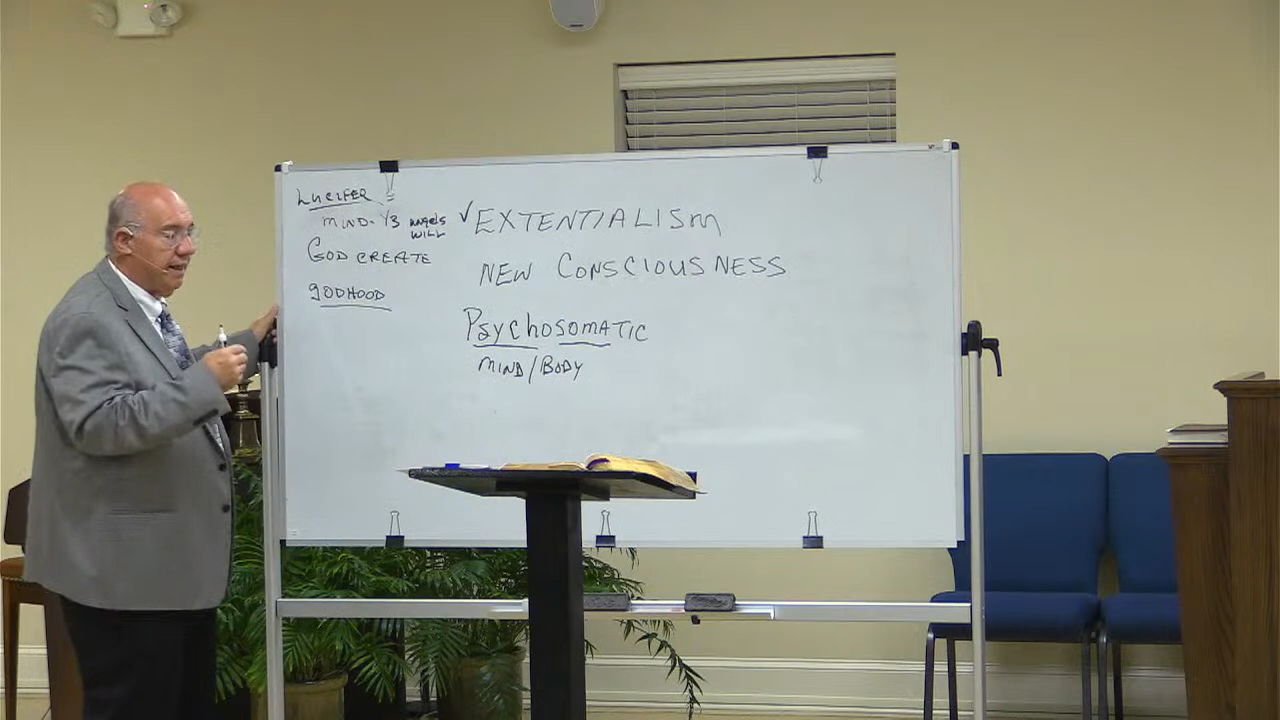 LUCIFER =
MIND - 1/3 ANGELS
WILL
GOD CREATE
GODHOOD
✓EXTENTIALISM
NEW CONSCIOUSNESS
PsychosomaTIC
MIND/BODY